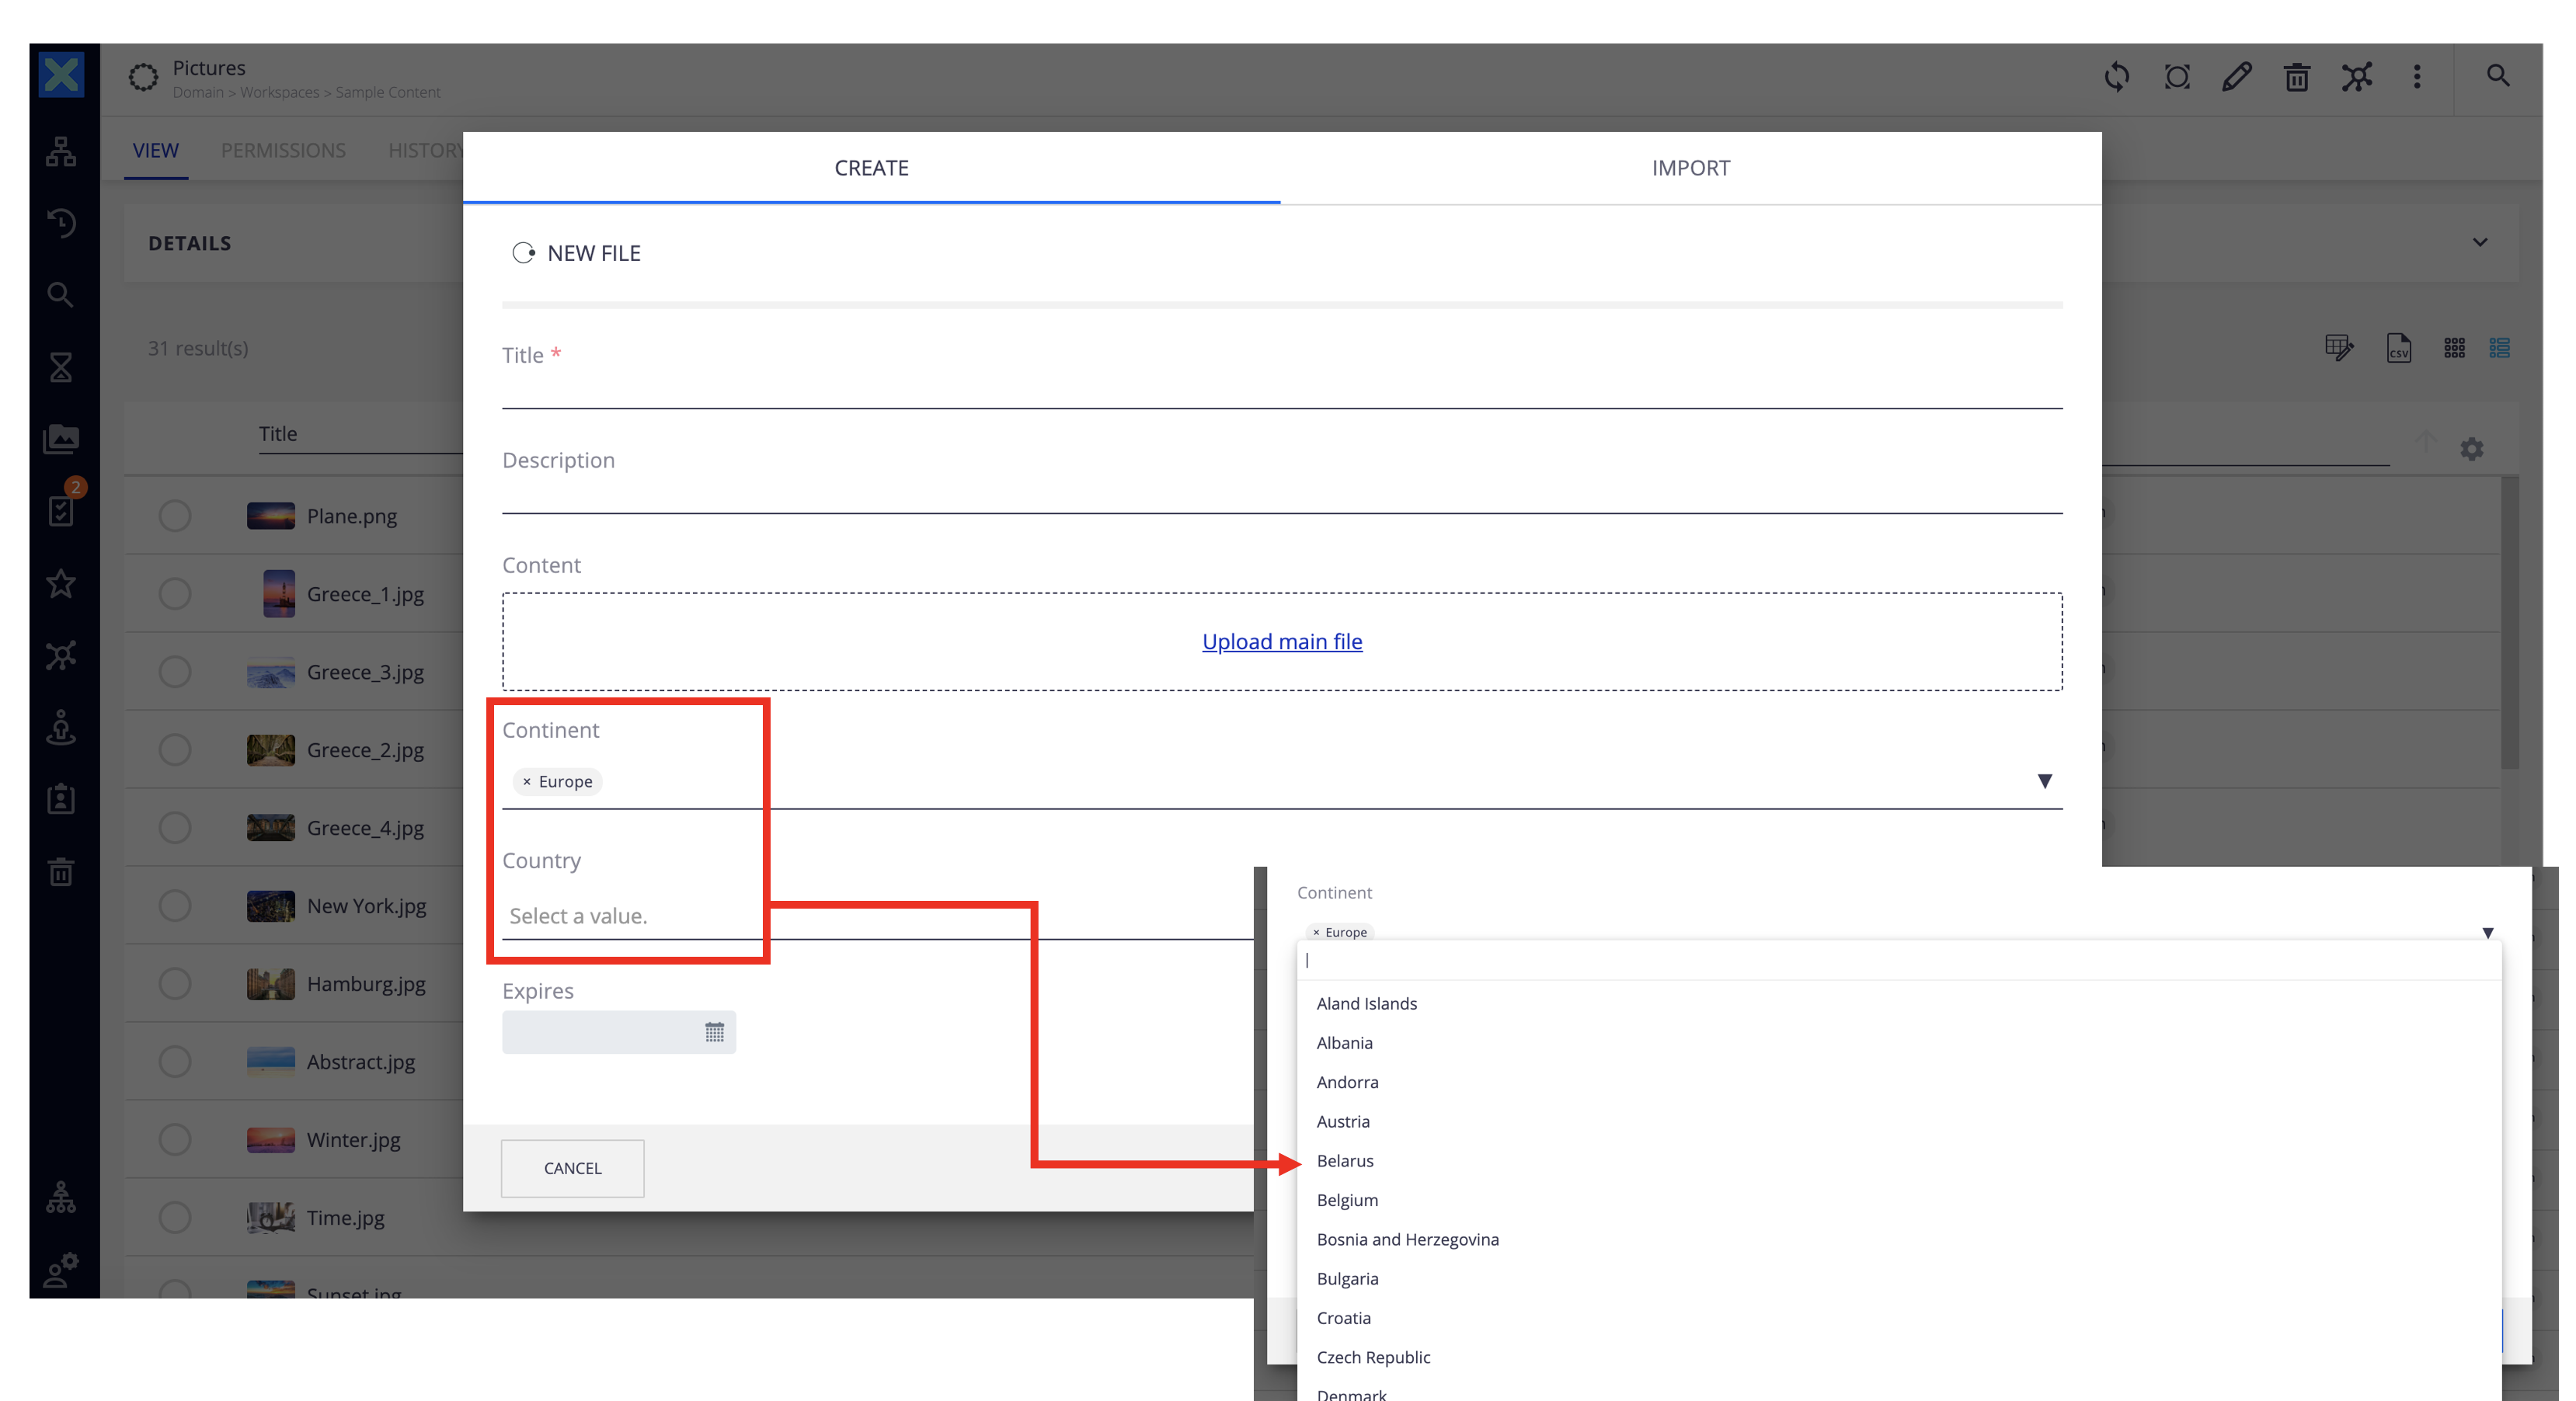 Pictures
Domain > Workspaces > Sample Content
VIEW PERMISSIONS HISTORY
CREATE IMPORT
DETAILS
NEW FILE
31 result(s)
CSV
Title *
Title
Description
2
Plane.png
Content
Greece_1.jpg
Upload main file
Greece_3.jpg
Continent
Greece_2.jpg
× Europe
Greece_4.jpg
Country
New York.jpg
Select a value.
Hamburg.jpg
Expires
Abstract.jpg
Winter.jpg
CANCEL
Time.jpg
Sunset.jpg
Continent
× Europe
Aland Islands
Albania
Andorra
Austria
Belarus
Belgium
Bosnia and Herzegovina
Bulgaria
Croatia
Czech Republic
Denmark